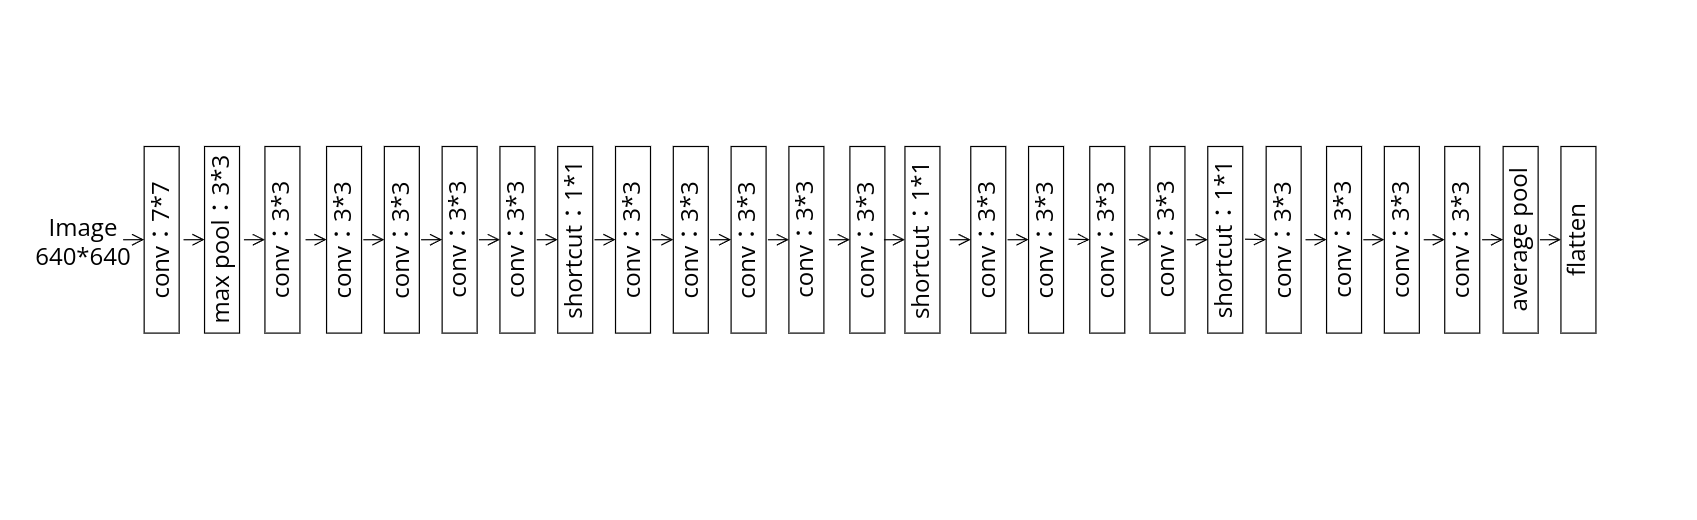 Image
640*640
conv : 7*7
max pool : 3*3
conv : 3*3
conv : 3*3
conv : 3*3
conv : 3*3
conv : 3*3
shortcut : 1*1
conv : 3*3
conv : 3*3
conv : 3*3
conv : 3*3
conv : 3*3
shortcut : 1*1
conv : 3*3
conv : 3*3
conv : 3*3
conv : 3*3
shortcut : 1*1
conv : 3*3
conv : 3*3
conv : 3*3
conv : 3*3
average pool
flatten